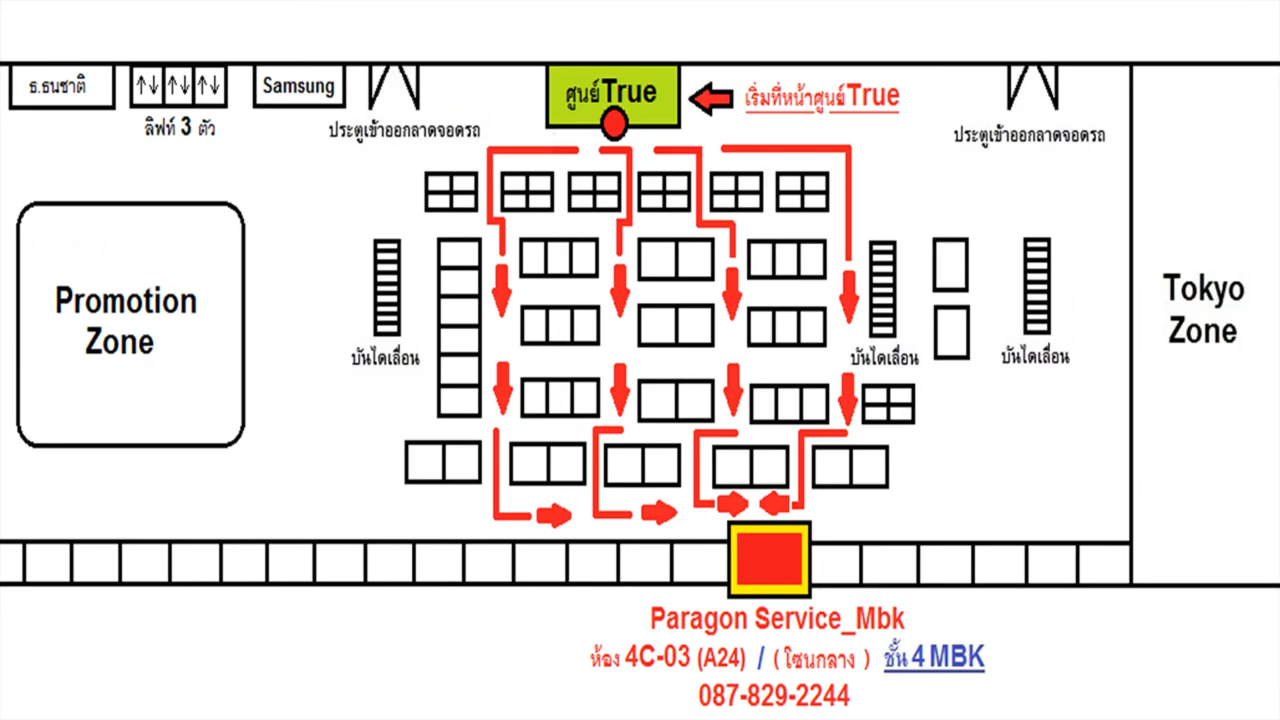 ธ.ธนชาติ
ลิฟท์ 3 ตัว
Samsung
ประตูเข้าออกลาดจอดรถ
ศูนย์True
เริ่มที่หน้าศูนย์True
ประตูเข้าออกลาดจอดรถ
Promotion
Zone
บันไดเลื่อน
บันไดเลื่อน
บันไดเลื่อน
Tokyo
Zone
Paragon Service_Mbk
ห้อง 4C-03 (A24) / ( โซนกลาง ) ชั้น 4 MBK
087-829-2244